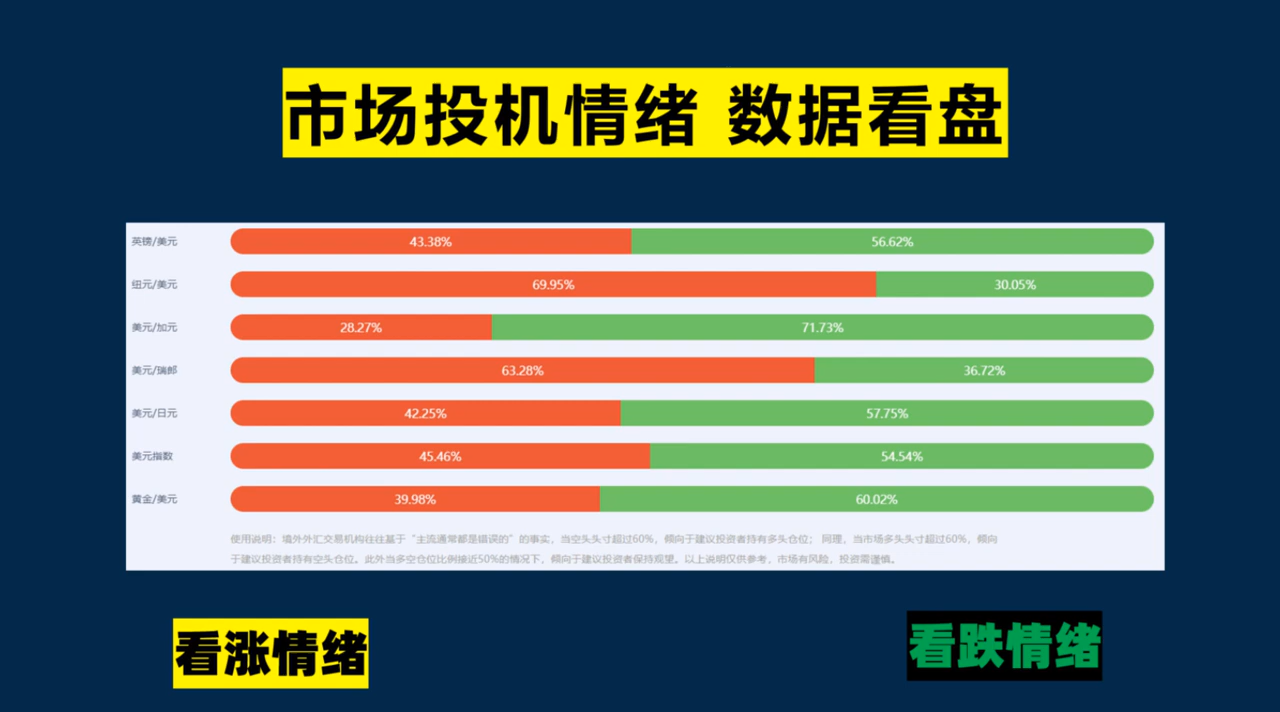 市场投机情绪 数据看盘
英镑/美元 43.38% 56.62%
纽元/美元 69.95% 30.05%
美元/加元 28.27% 71.73%
美元/瑞郎 63.28% 36.72%
美元/日元 42.25% 57.75%
美元指数 45.46% 54.54%
黄金/美元 39.98% 60.02%
使用说明：境外外汇交易机构往往基于“主流通常都是错误的”的事实，当空头头寸超过60%，倾向于建议投资者持有多头仓位； 同理，当市场多头头寸超过60%，倾向
于建议投资者持有空头仓位。此外当多空仓位比例接近50%的情况下，倾向于建议投资者保持观望。以上说明仅供参考，市场有风险，投资需谨慎。
看涨情绪 看跌情绪